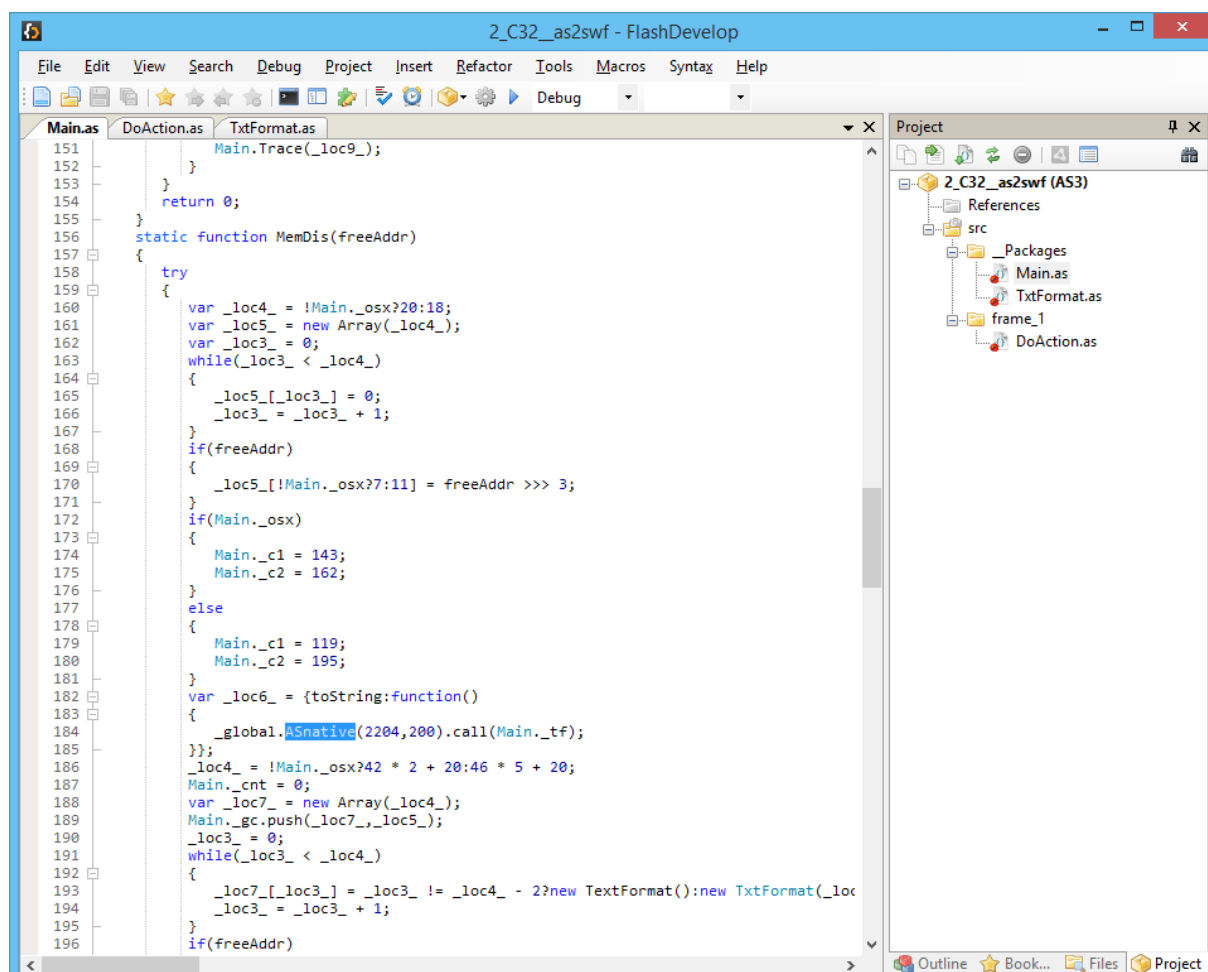 2_C32__as2swf - FlashDevelop
File Edit View Search Debug Project Insert Refactor Tools Macros Syntax Help
Debug
Main.as DoAction.as TxtFormat.as
151 Main.Trace(_loc9_);
152 }
153 }
154 return 0;
155 }
156 static function MemDis(freeAddr)
157 {
158 try
159 {
160 var _loc4_ = !Main._osx?20:18;
161 var _loc5_ = new Array(_loc4_);
162 var _loc3_ = 0;
163 while(_loc3_ < _loc4_)
164 {
165 _loc5_[_loc3_] = 0;
166 _loc3_ = _loc3_ + 1;
167 }
168 if(freeAddr)
169 {
170 _loc5_[!Main._osx?7:11] = freeAddr >>> 3;
171 }
172 if(Main._osx)
173 {
174 Main._c1 = 143;
175 Main._c2 = 162;
176 }
177 else
178 {
179 Main._c1 = 119;
180 Main._c2 = 195;
181 }
182 var _loc6_ = {toString:function()
183 {
184 _global.ASnative(2204,200).call(Main._tf);
185 }};
186 _loc4_ = !Main._osx?42 * 2 + 20:46 * 5 + 20;
187 Main._cnt = 0;
188 var _loc7_ = new Array(_loc4_);
189 Main._gc.push(_loc7_,_loc5_);
190 _loc3_ = 0;
191 while(_loc3_ < _loc4_)
192 {
193 _loc7_[_loc3_] = _loc3_ != _loc4_ - 2?new TextFormat():new TxtFormat(_loc
194 _loc3_ = _loc3_ + 1;
195 }
196 if(freeAddr)
Project
2_C32__as2swf (AS3)
References
src
__Packages
Main.as
TxtFormat.as
frame_1
DoAction.as
Outline Book... Files Project